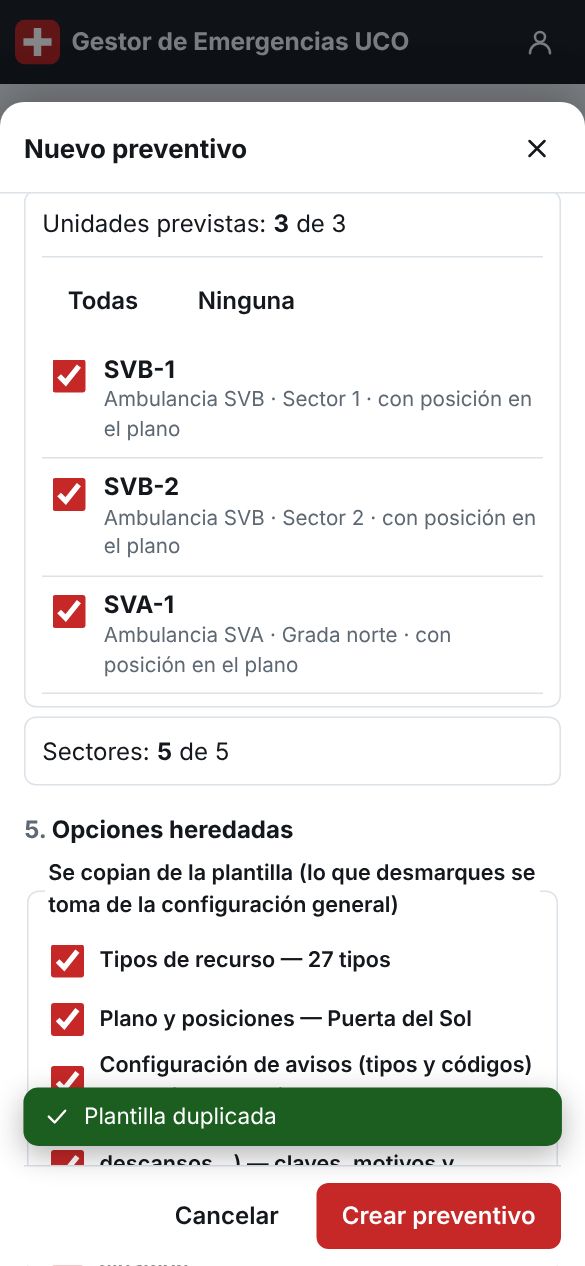 Gestor de Emergencias UCO
Nuevo preventivo
Unidades previstas: 3 de 3
Todas Ninguna
SVB-1
Ambulancia SVB · Sector 1 · con posición en
el plano
SVB-2
Ambulancia SVB · Sector 2 · con posición en
el plano
SVA-1
Ambulancia SVA · Grada norte · con
posición en el plano
Sectores: 5 de 5
5. Opciones heredadas
Se copian de la plantilla (lo que desmarques se
toma de la configuración general)
Tipos de recurso — 27 tipos
Plano y posiciones — Puerta del Sol
Configuración de avisos (tipos y códigos)
Plantilla duplicada
descansos…) — claves, motivos y
Cancelar Crear preventivo